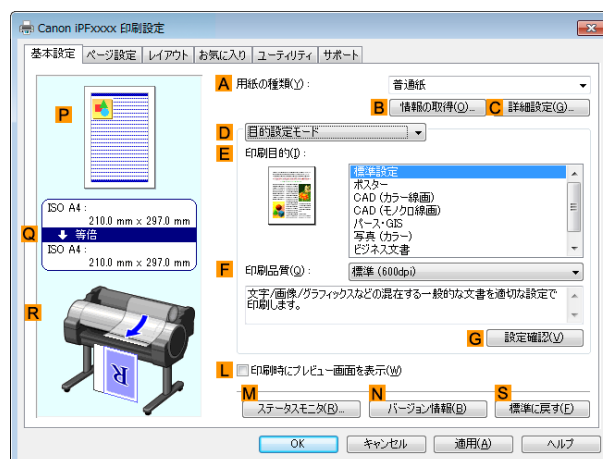 Canon iPFxxxx 印刷設定
基本設定 ページ設定 レイアウト お気に入り ユーティリティ サポート
A 用紙の種類(Y): 普通紙
B 情報の取得(O)... C 詳細設定(G)...
D 目的設定モード
E 印刷目的(I):
標準設定
ポスター
CAD (カラー線画)
CAD (モノクロ線画)
パース・GIS
写真 (カラー)
ビジネス文書
P
Q
ISO A4 :
210.0 mm x 297.0 mm
等倍
ISO A4 :
210.0 mm x 297.0 mm
F 印刷品質(Q): 標準 (600dpi)
文字/画像/グラフィックスなどの混在する一般的な文書を適切な設定で
印刷します。
G 設定確認(V)
R
L 印刷時にプレビュー画面を表示(W)
M ステータスモニタ(R)... N バージョン情報(B) S 標準に戻す(E)
OK キャンセル 適用(A) ヘルプ